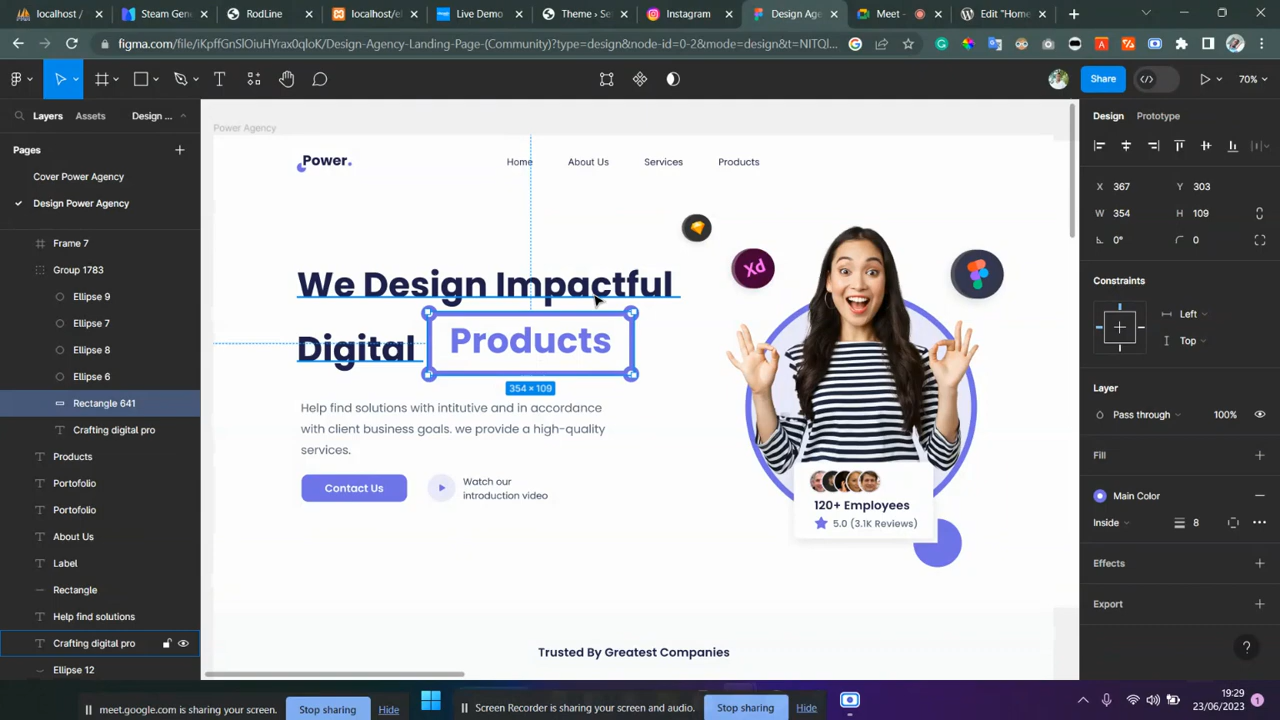 localhost/
Steam Gen
RodLine
localhost/e
Live Demo
Theme › Se
Instagram
Design Age
Meet –
Edit "Home
figma.com/file/iKpffGnSlOiuHYrax0qloK/Design-Agency-Landing-Page-(Community)?type=design&node-id=0-2&mode=design&t=NITQl...
Share
70%
Layers
Assets
Design ...
Pages
Cover Power Agency
Design Power Agency
Frame 7
Group 1783
Ellipse 9
Ellipse 7
Ellipse 8
Ellipse 6
Rectangle 641
Crafting digital pro
Products
Portofolio
Portofolio
About Us
Label
Rectangle
Help find solutions
Crafting digital pro
Ellipse 12
Power Agency
Power.
Home
About Us
Services
Products
We Design Impactful
Digital Products
354 × 109
Xd
Help find solutions with intitutive and in accordance
with client business goals. we provide a high-quality
services.
Contact Us
Watch our
introduction video
120+ Employees
5.0 (3.1K Reviews)
Trusted By Greatest Companies
Design
Prototype
X 367
Y 303
W 354
H 109
0°
0
Constraints
Left
Top
Layer
Pass through
100%
Fill
Main Color
Inside
8
Effects
Export
?
meet.google.com is sharing your screen.
Stop sharing
Hide
Screen Recorder is sharing your screen and audio.
Stop sharing
Hide
19:29
23/06/2023
1